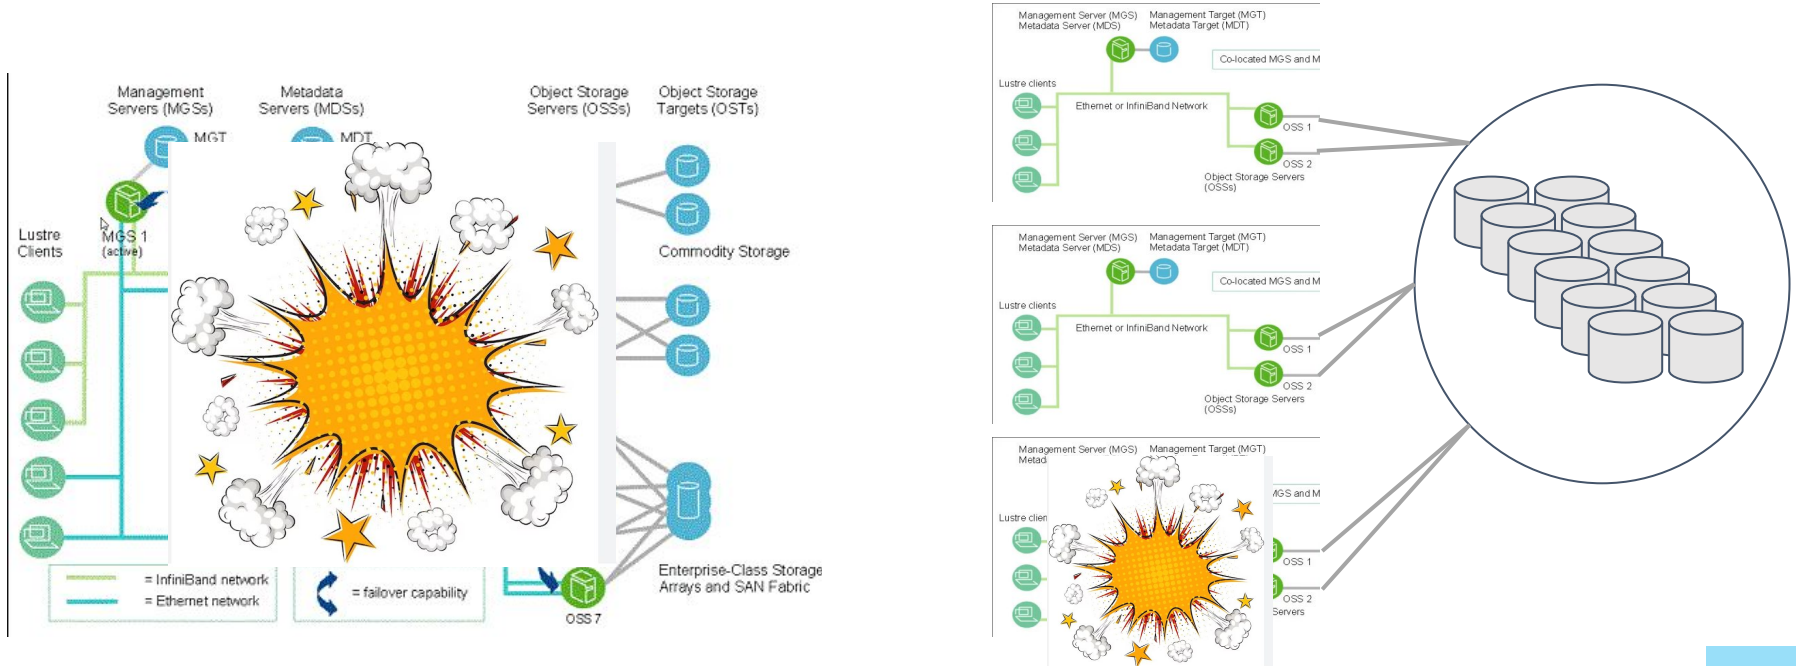 Management
Servers (MGSs)
Metadata
Servers (MDSs)
Object Storage
Servers (OSSs)
Object Storage
Targets (OSTs)
MGT
MDT
Lustre
Clients
MGS 1
(active)
Commodity Storage
Enterprise-Class Storage
Arrays and SAN Fabric
= InfiniBand network
= Ethernet network
= failover capability
OSS 7
Management Server (MGS)
Metadata Server (MDS)
Management Target (MGT)
Metadata Target (MDT)
Co-located MGS and M
Lustre clients
Ethernet or InfiniBand Network
OSS 1
OSS 2
Object Storage Servers
(OSSs)
Management Server (MGS)
Metadata Server (MDS)
Management Target (MGT)
Metadata Target (MDT)
Co-located MGS and M
Lustre clients
Ethernet or InfiniBand Network
OSS 1
OSS 2
Object Storage Servers
(OSSs)
Management Server (MGS)
Metad
Management Target (MGT)
MGS and M
Lustre clien
OSS 1
OSS 2
Servers